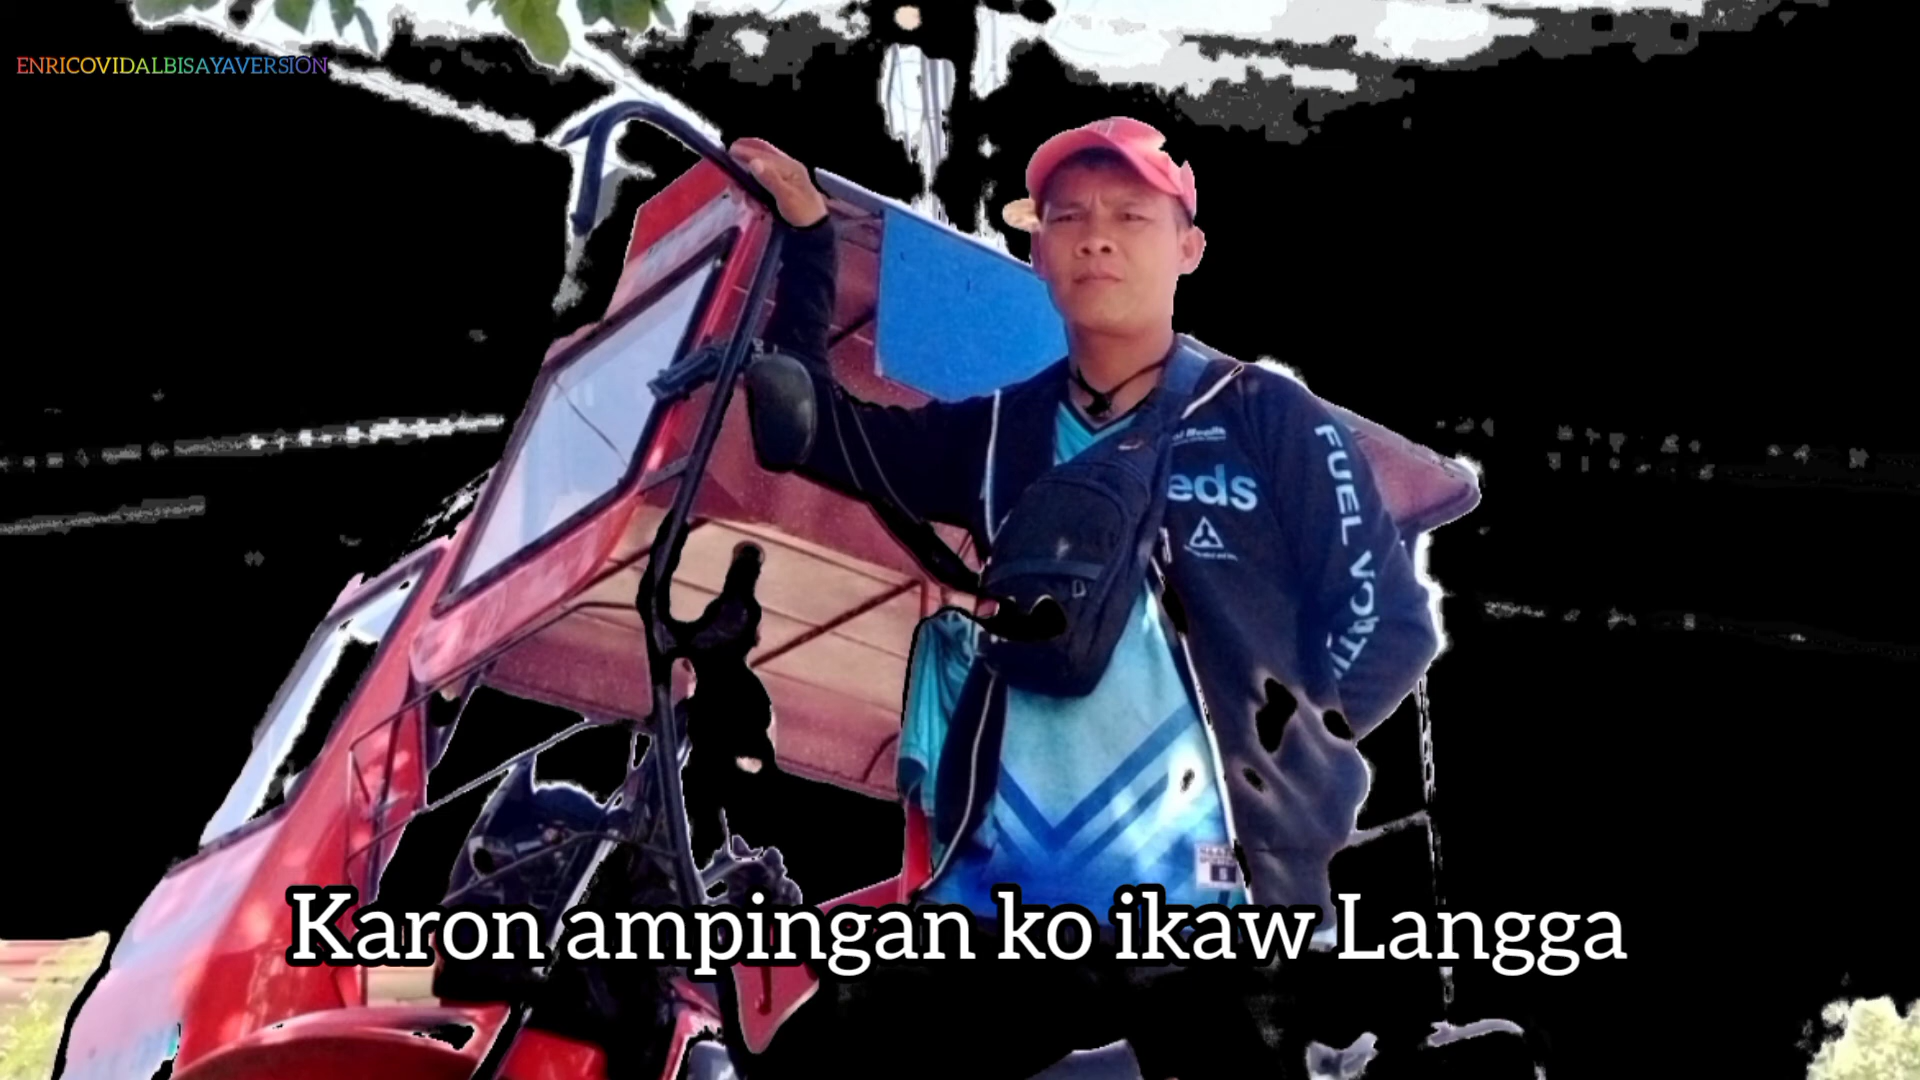 ENRICOVIDALBISAYAVERSION
eds
FUEL
Karon ampingan ko ikaw Langga